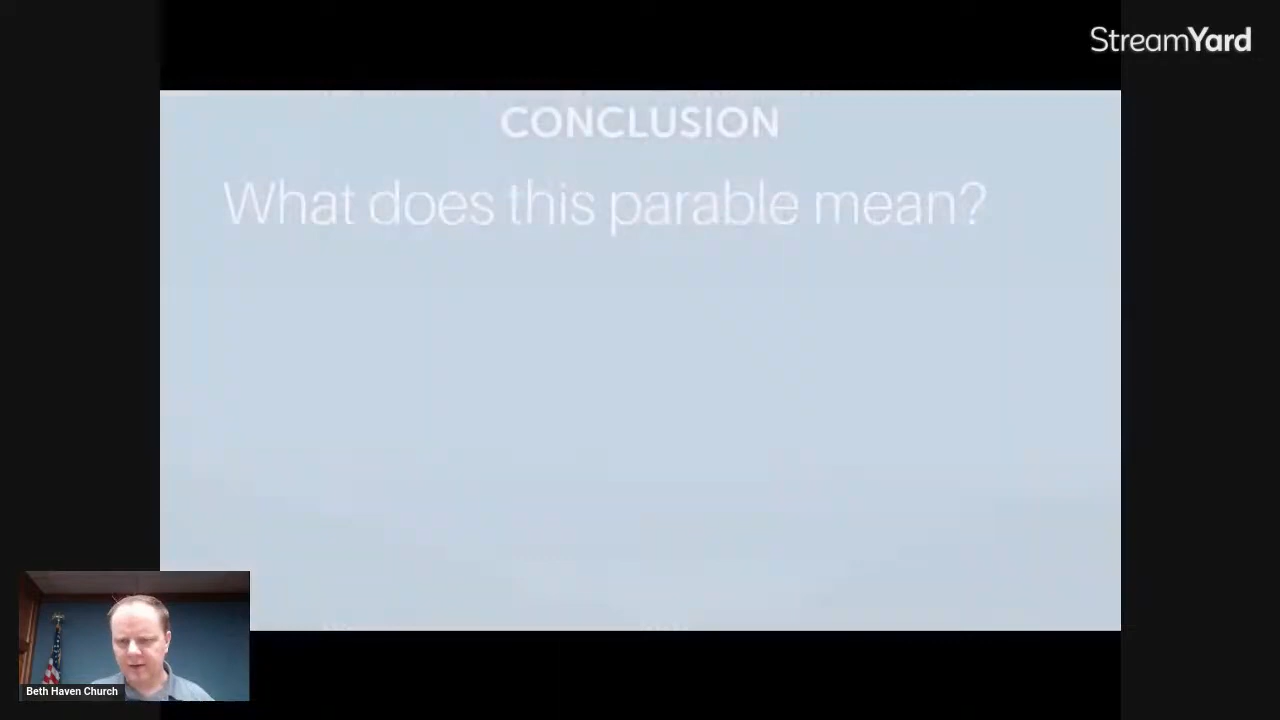 StreamYard
CONCLUSION
What does this parable mean?
Beth Haven Church